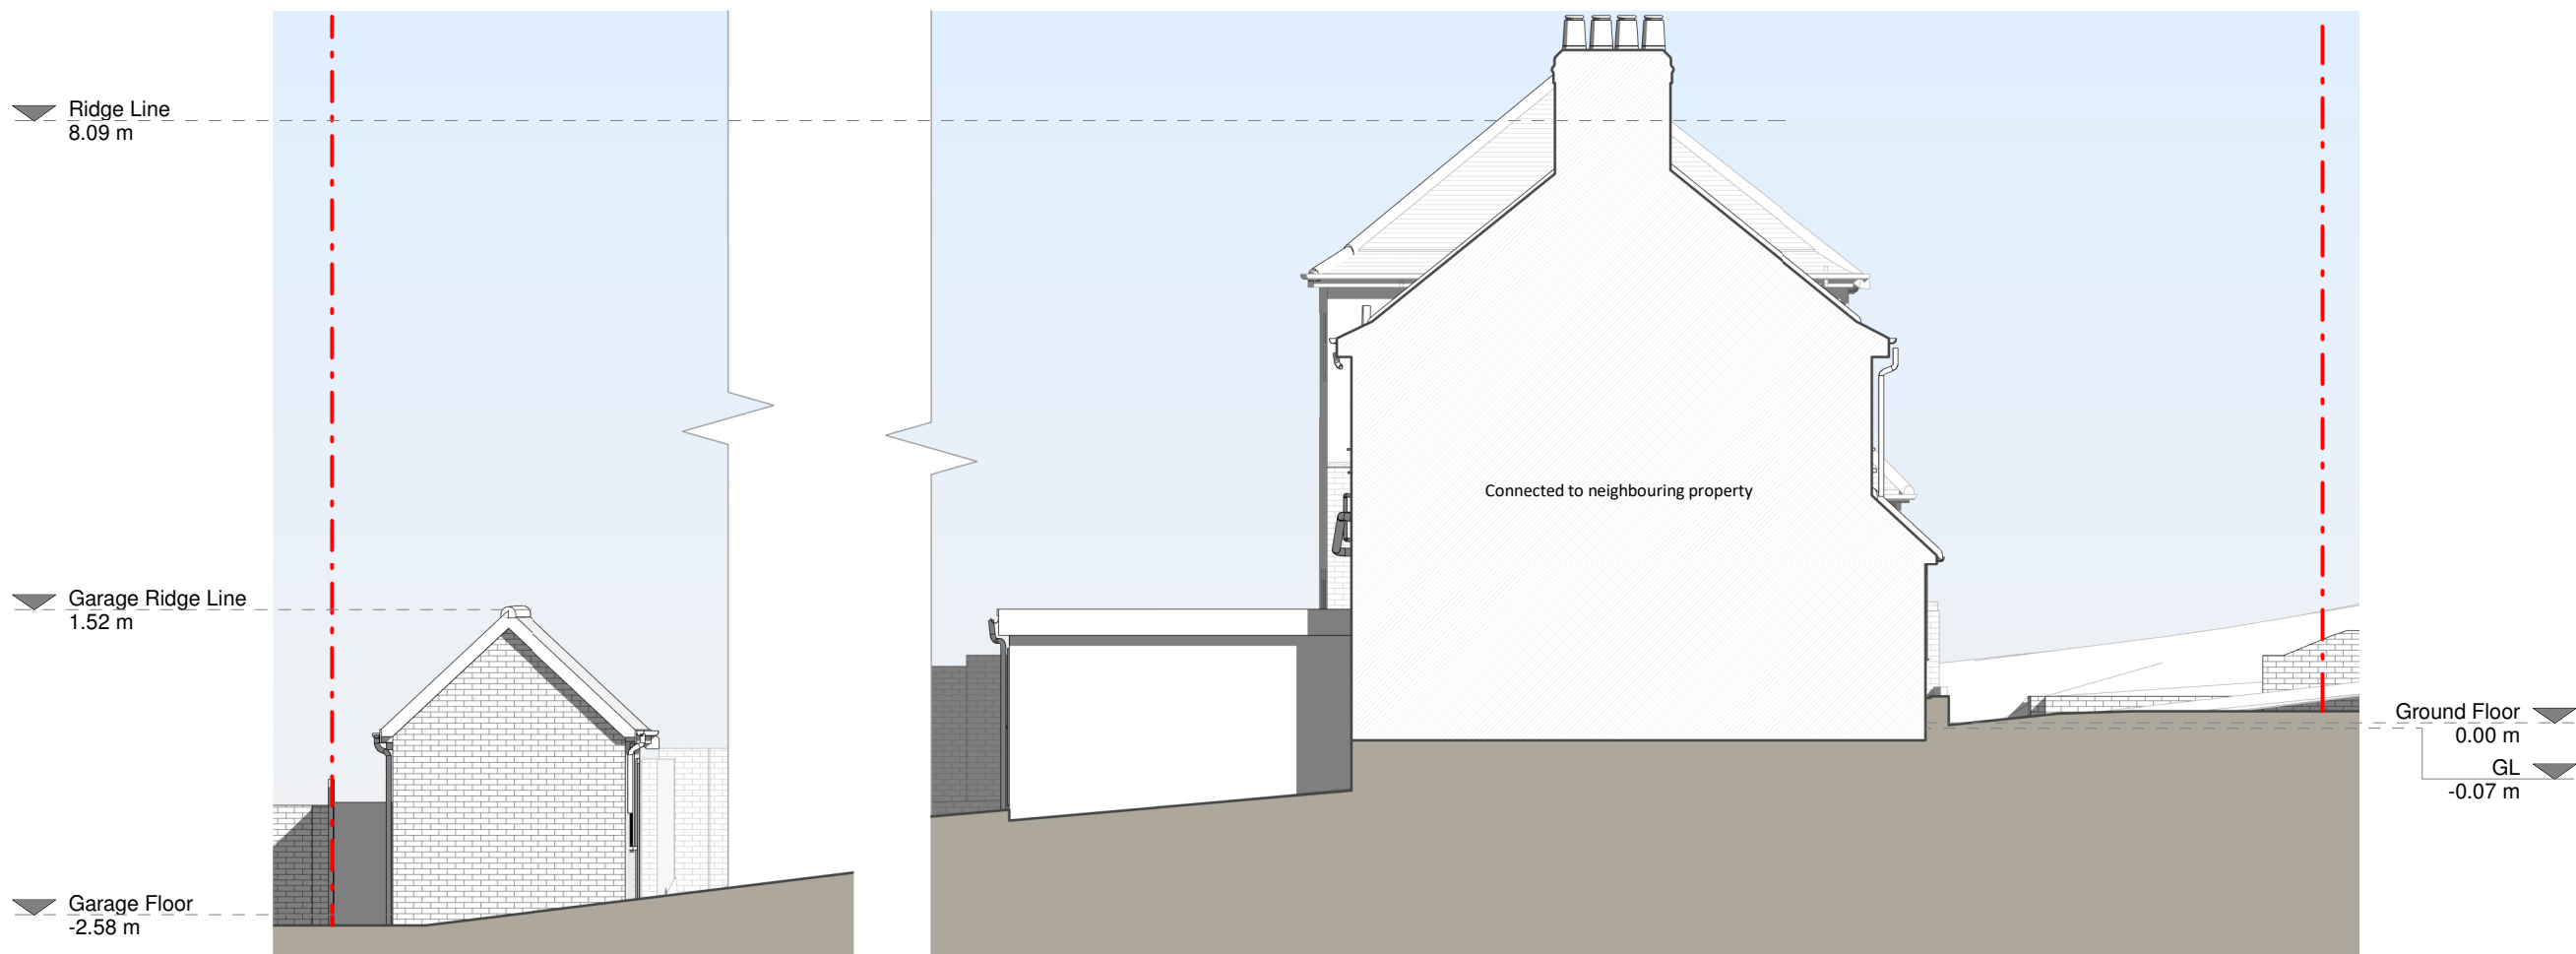 Ridge Line
8.09 m
Connected to neighbouring property
Garage Ridge Line
1.52 m
Ground Floor
0.00 m
GL
-0.07 m
Garage Floor
-2.58 m